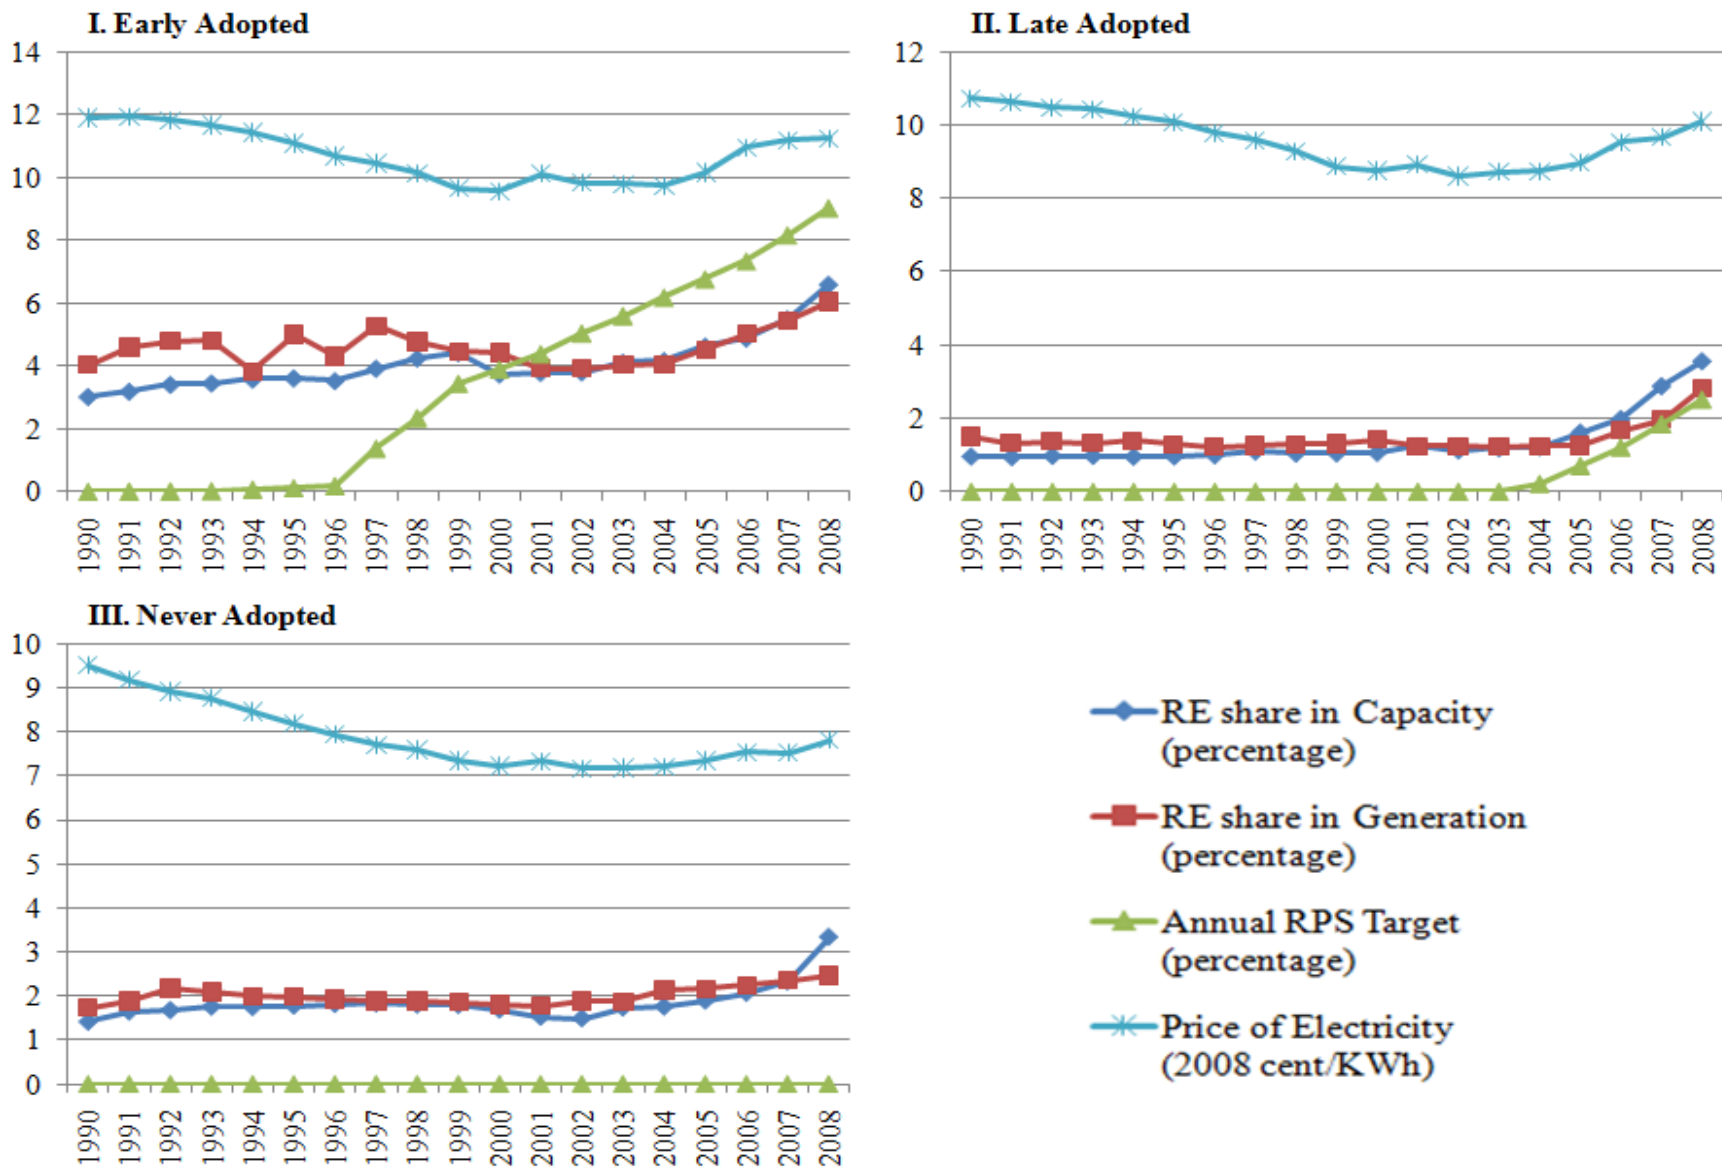 I. Early Adopted
14
12
10
8
6
4
2
0
1990 1991 1992 1993 1994 1995 1996 1997 1998 1999 2000 2001 2002 2003 2004 2005 2006 2007 2008
II. Late Adopted
12
10
8
6
4
2
0
1990 1991 1992 1993 1994 1995 1996 1997 1998 1999 2000 2001 2002 2003 2004 2005 2006 2007 2008
III. Never Adopted
10
9
8
7
6
5
4
3
2
1
0
1990 1991 1992 1993 1994 1995 1996 1997 1998 1999 2000 2001 2002 2003 2004 2005 2006 2007 2008
RE share in Capacity
(percentage)
RE share in Generation
(percentage)
Annual RPS Target
(percentage)
Price of Electricity
(2008 cent/KWh)